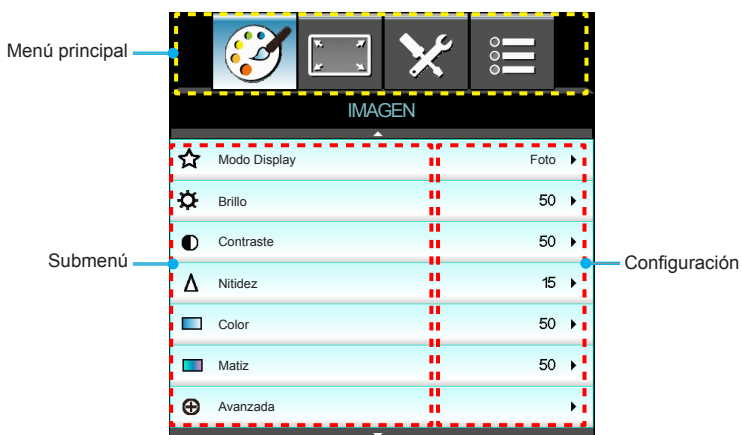 Menú principal
IMAGEN
Modo Display Foto
Brillo 50
Contraste 50
Submenú
Configuración
Nitidez 15
Color 50
Matiz 50
Avanzada